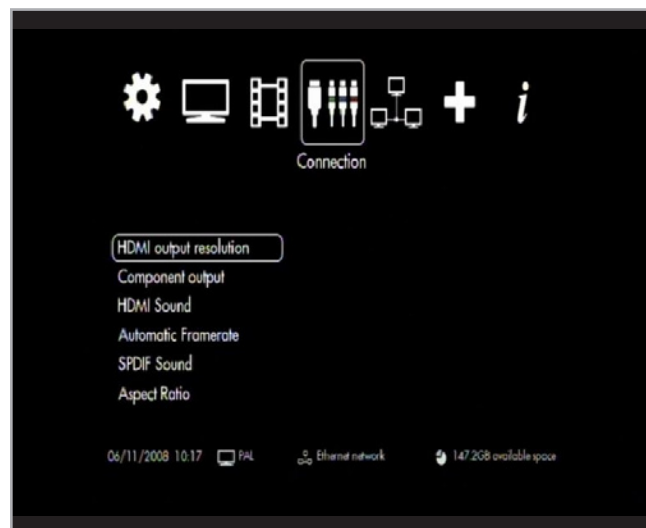 i
Connection
HDMI output resolution
Component output
HDMI Sound
Automatic Framerate
SPDIF Sound
Aspect Ratio
06/11/2008 10:17 PAL Ethernet network 147.2GB available space